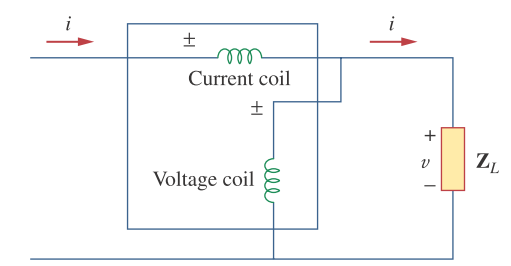 i i
±
Current coil
±
+
Voltage coil v Z_L
−